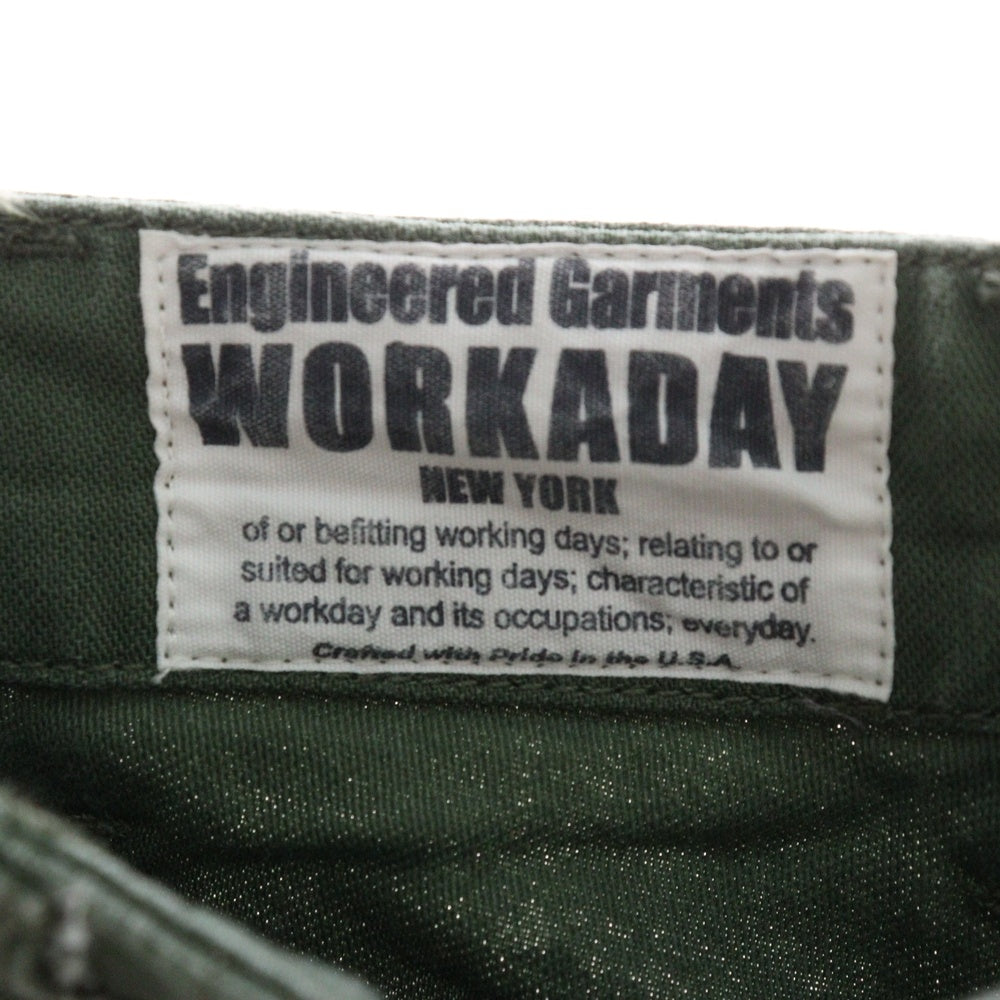 Engineered Garments
WORKADAY
NEW YORK
of or befitting working days; relating to or
suited for working days; characteristic of
a workday and its occupations; everyday.
Crafted with Pride in the U.S.A